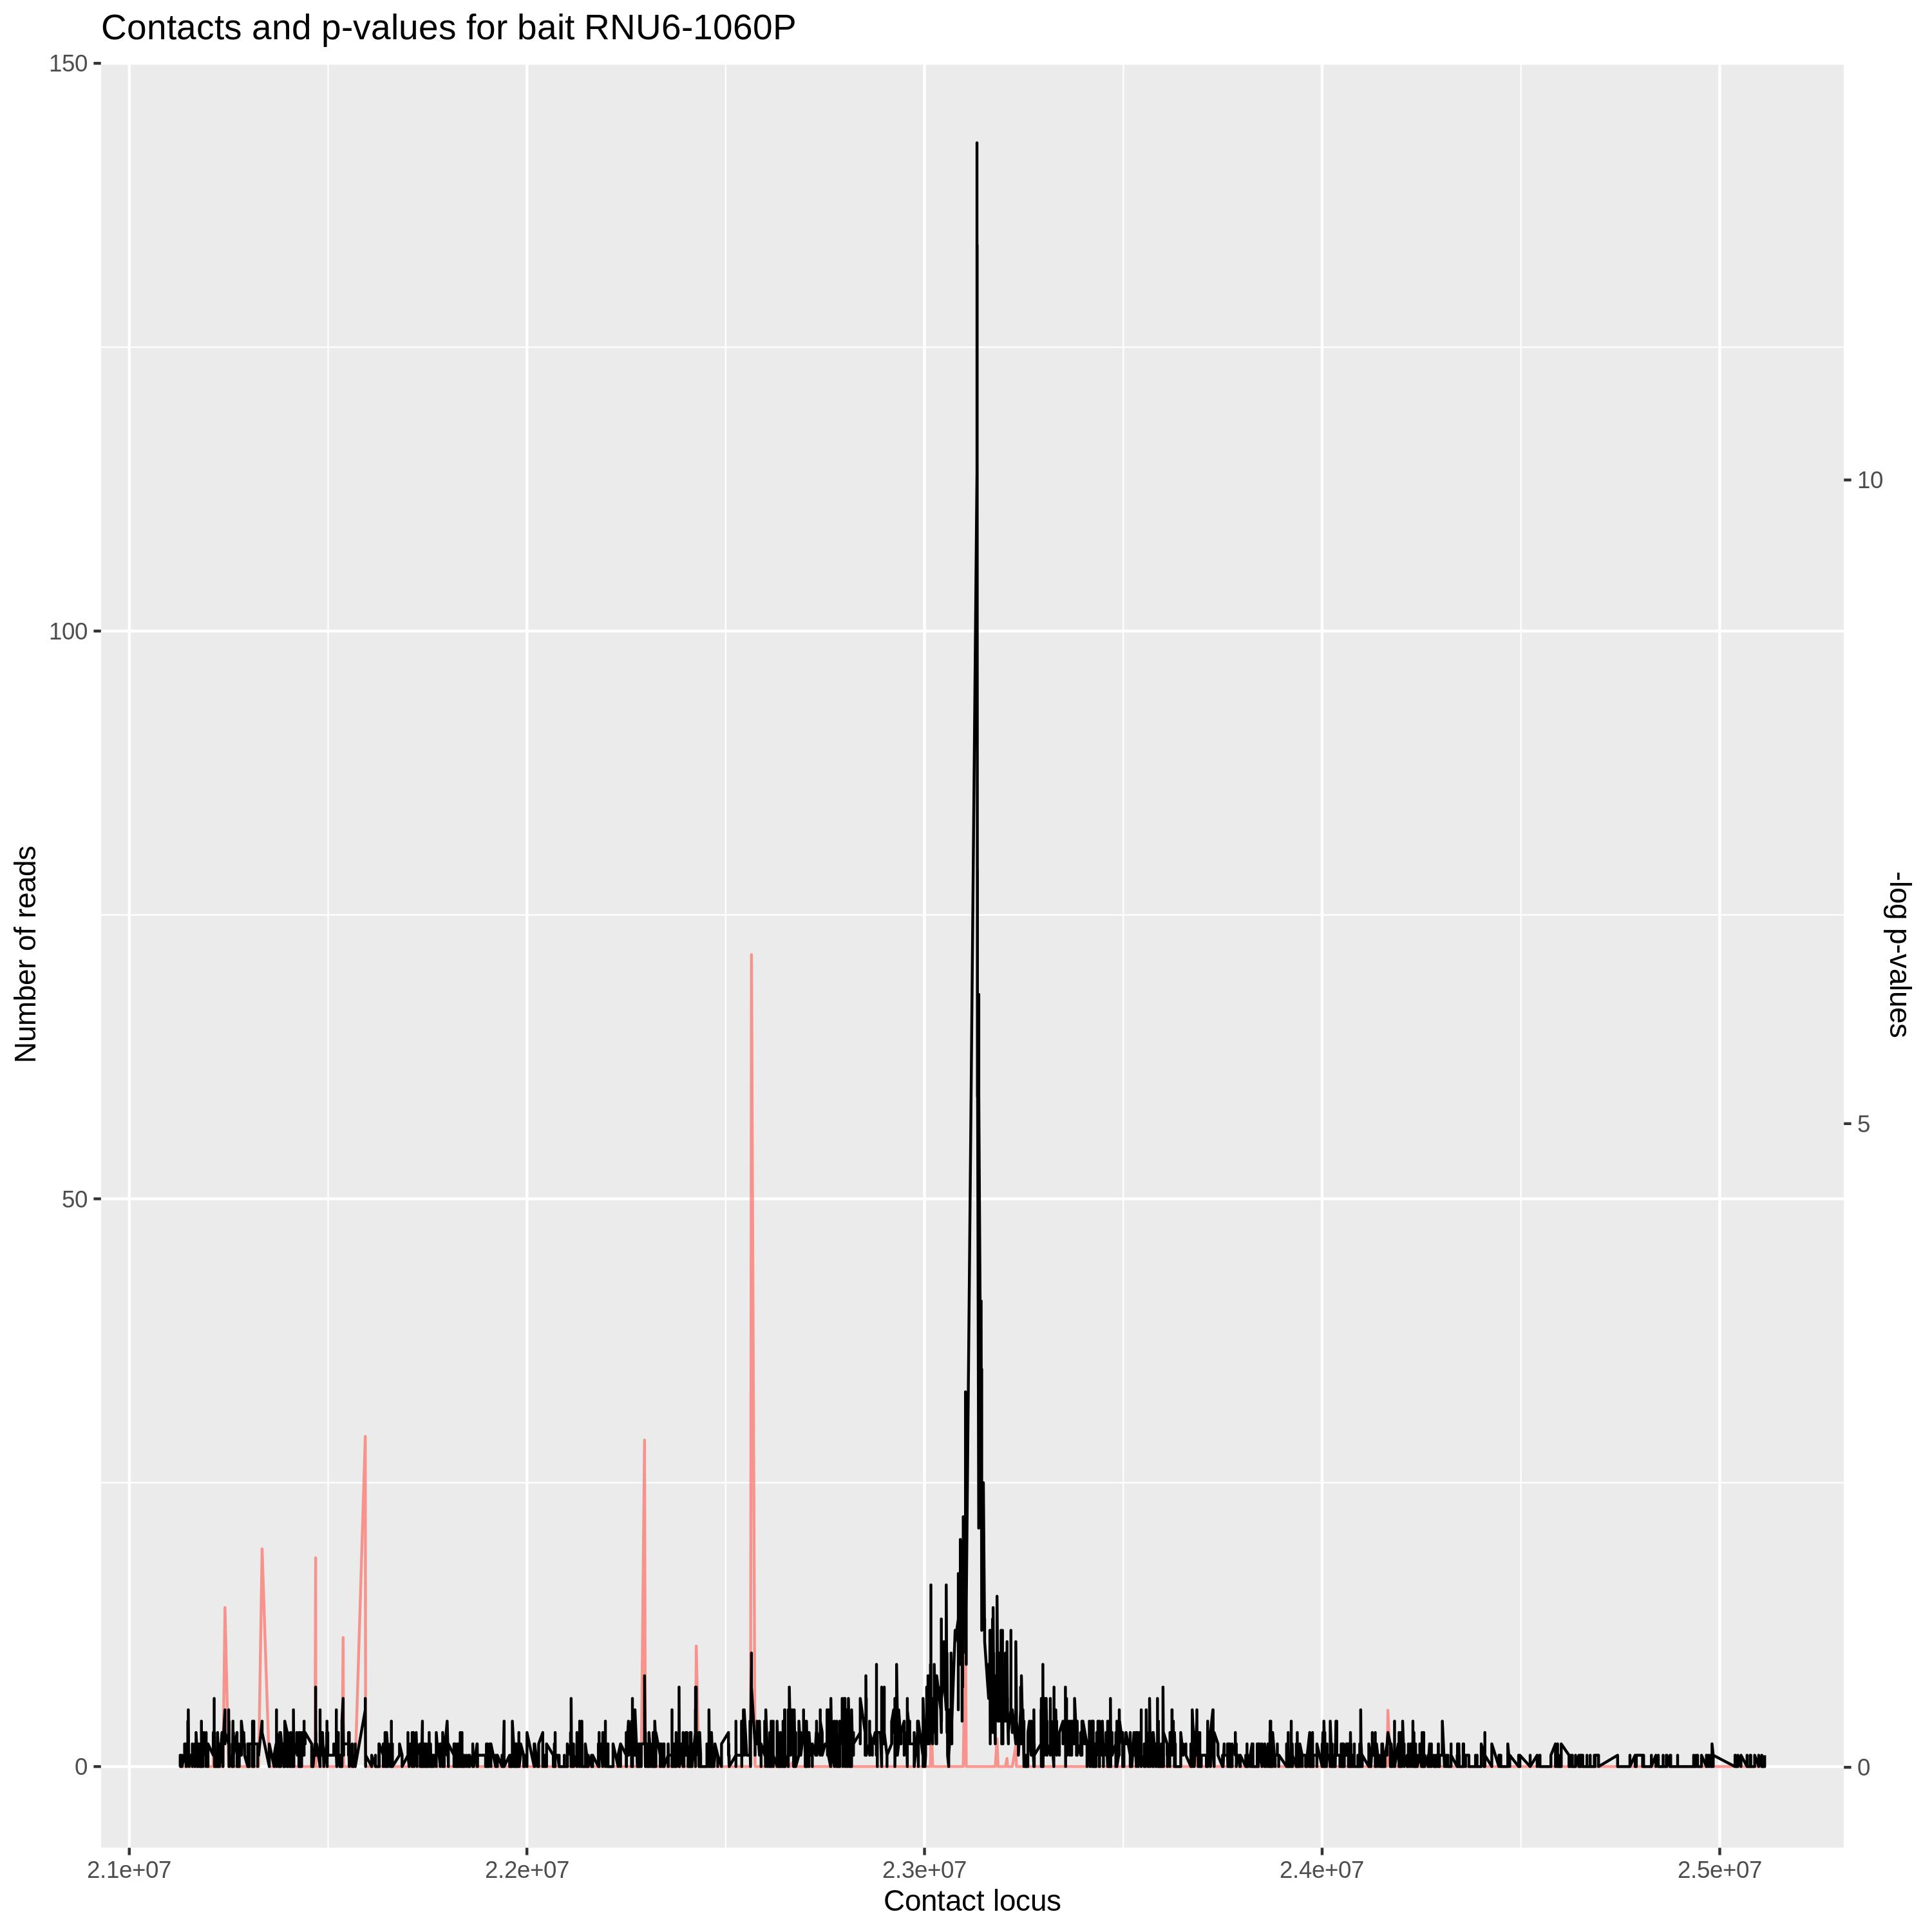 Contacts and p-values for bait RNU6-1060P
150
100
50
0
10
5
0
Number of reads
-log p-values
2.1e+07
2.2e+07
2.3e+07
2.4e+07
2.5e+07
Contact locus